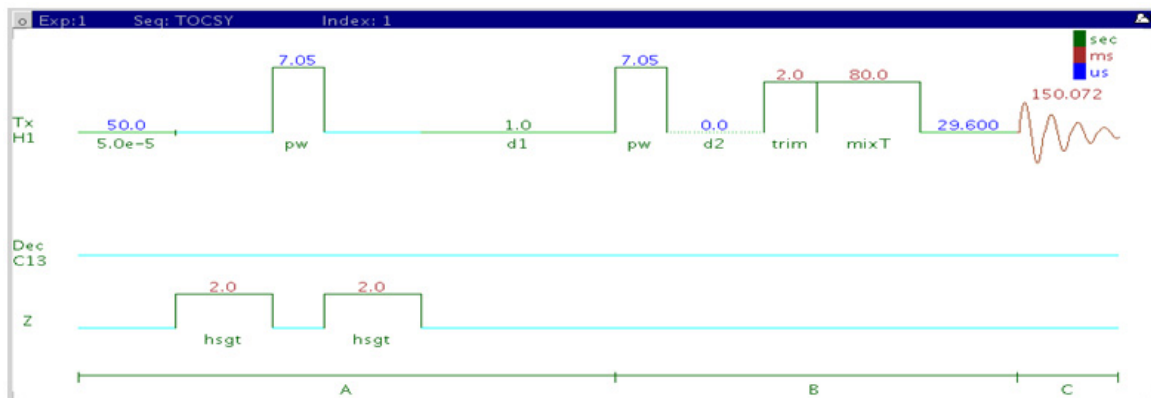 Exp:1 Seq: TOCSY Index: 1
sec
ms
us
7.05 7.05 2.0 80.0 150.072
Tx
H1
50.0 1.0 0.0 29.600
5.0e-5 pw d1 pw d2 trim mixT
Dec
C13
2.0 2.0
Z
hsgt hsgt
A B C